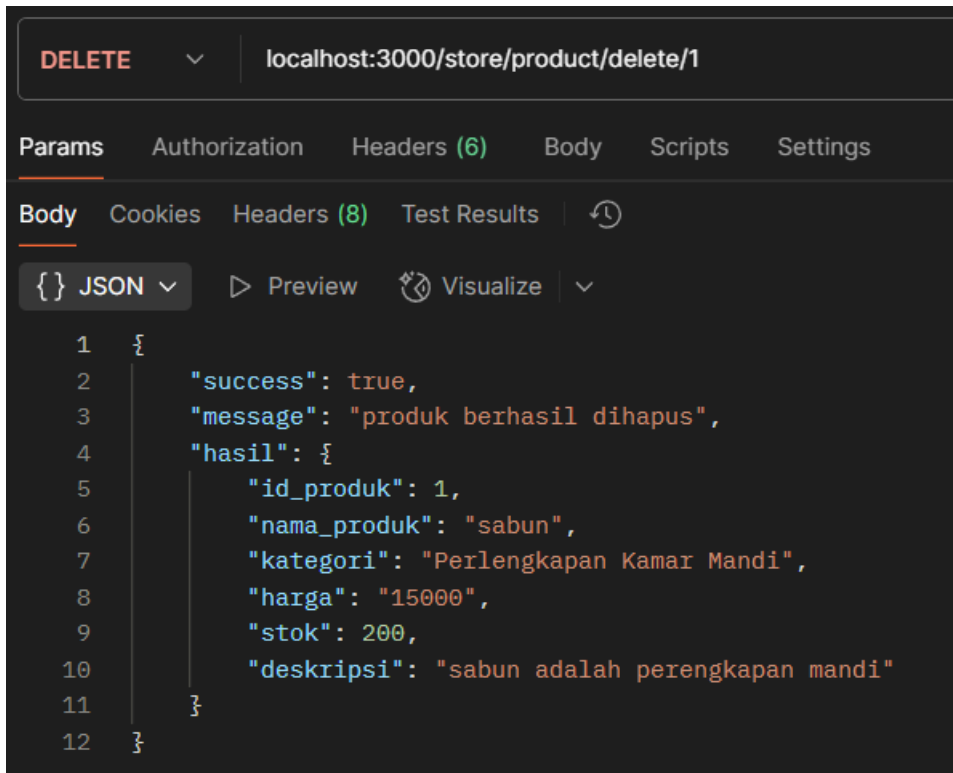 DELETE localhost:3000/store/product/delete/1
Params Authorization Headers (6) Body Scripts Settings
Body Cookies Headers (8) Test Results
{} JSON Preview Visualize
1 {
2 "success": true,
3 "message": "produk berhasil dihapus",
4 "hasil": {
5 "id_produk": 1,
6 "nama_produk": "sabun",
7 "kategori": "Perlengkapan Kamar Mandi",
8 "harga": "15000",
9 "stok": 200,
10 "deskripsi": "sabun adalah perengkapan mandi"
11 }
12 }